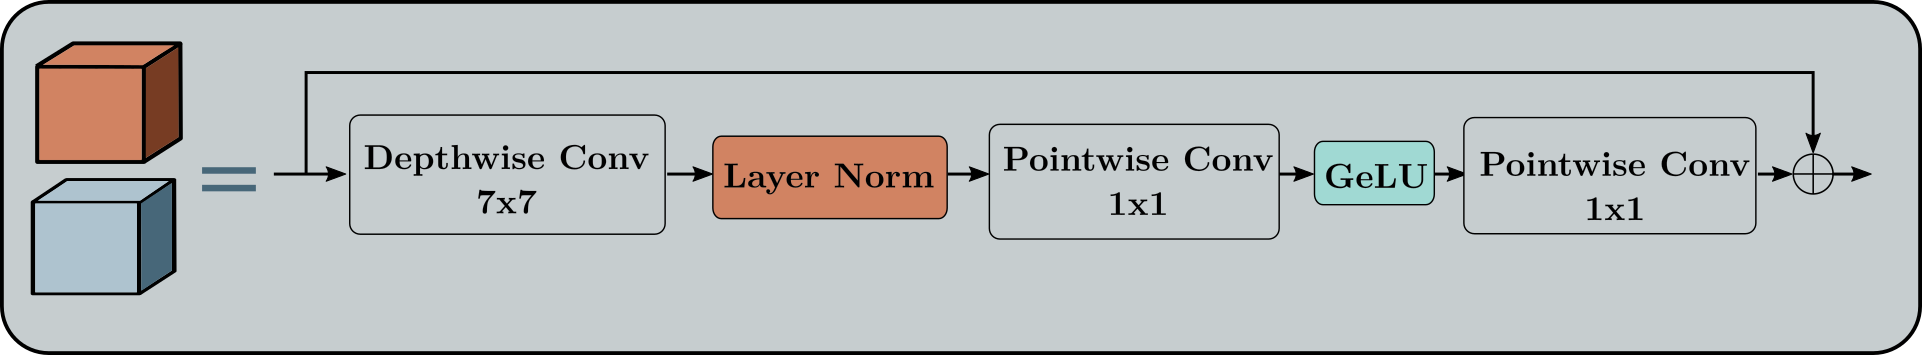 Depthwise Conv
7x7
Layer Norm
Pointwise Conv
1x1
GeLU
Pointwise Conv
1x1